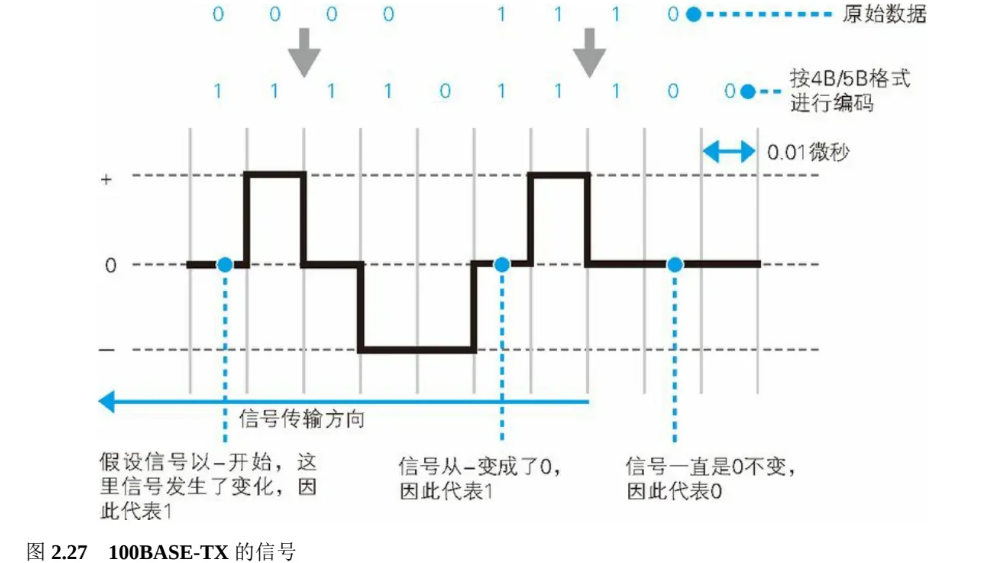 0 0 0 0 1 1 1 0 原始数据
1 1 1 1 0 1 1 1 0 0 按4B/5B格式
进行编码
0.01微秒
+
0
—
信号传输方向
假设信号以-开始，这
里信号发生了变化，因
此代表1
信号从-变成了0，
因此代表1
信号一直是0不变，
因此代表0
图 2.27 100BASE-TX 的信号